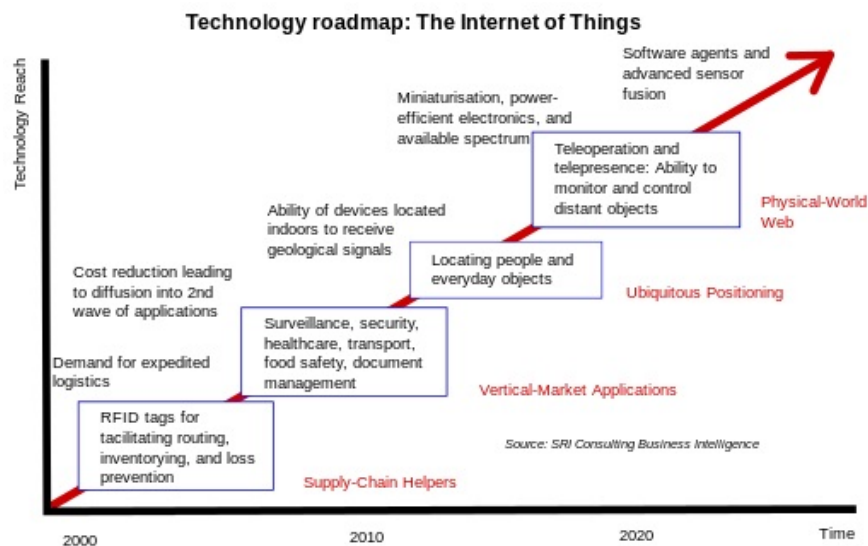 Technology roadmap: The Internet of Things
Technology Reach
Software agents and
advanced sensor
fusion
Miniaturisation, power-
efficient electronics, and
available spectrum
Teleoperation and
telepresence: Ability to
monitor and control
distant objects
Physical-World
Web
Ability of devices located
indoors to receive
geological signals
Locating people and
everyday objects
Ubiquitous Positioning
Cost reduction leading
to diffusion into 2nd
wave of applications
Surveillance, security,
healthcare, transport,
food safety, document
management
Vertical-Market Applications
Demand for expedited
logistics
RFID tags for
tacilitating routing,
inventorying, and loss
prevention
Supply-Chain Helpers
Source: SRI Consulting Business Intelligence
2000
2010
2020
Time